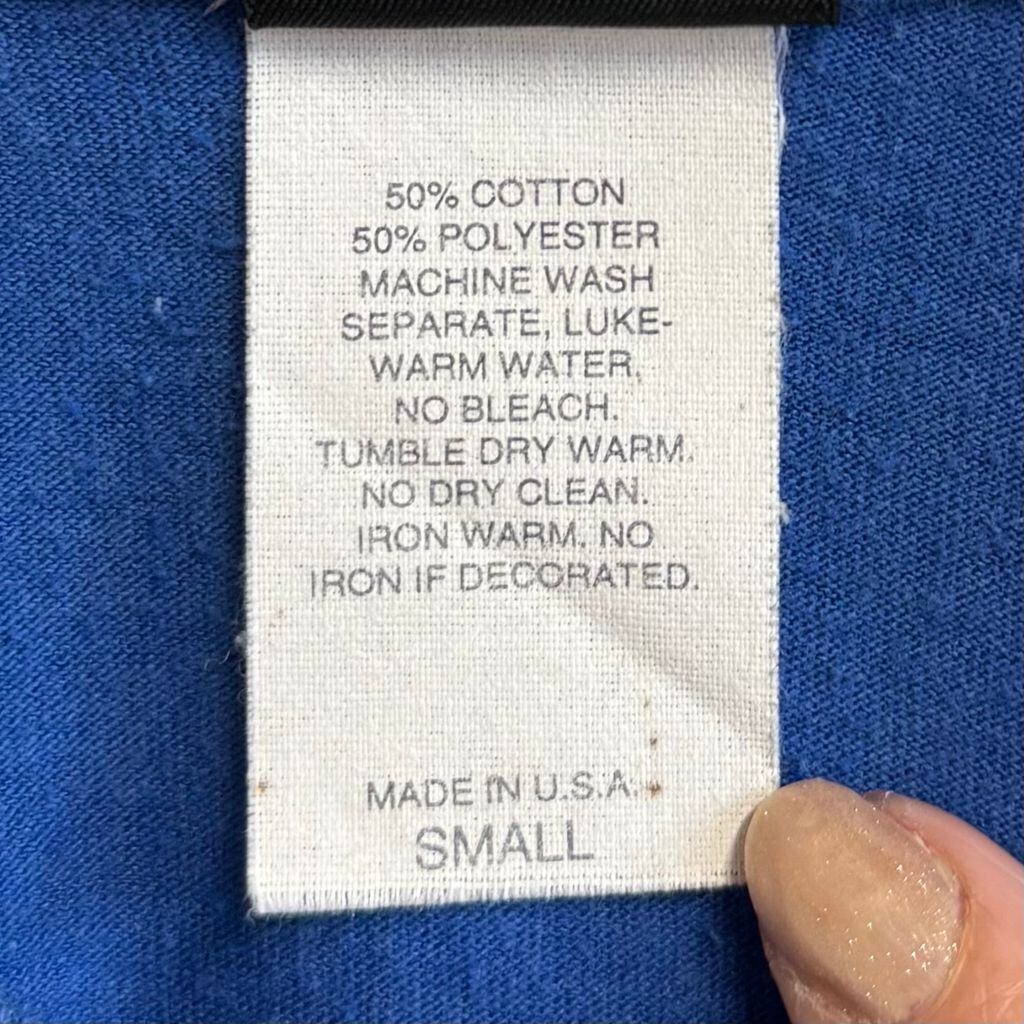 50% COTTON
50% POLYESTER
MACHINE WASH
SEPARATE, LUKE-
WARM WATER.
NO BLEACH.
TUMBLE DRY WARM.
NO DRY CLEAN.
IRON WARM. NO
IRON IF DECORATED.
MADE IN U.S.A.
SMALL